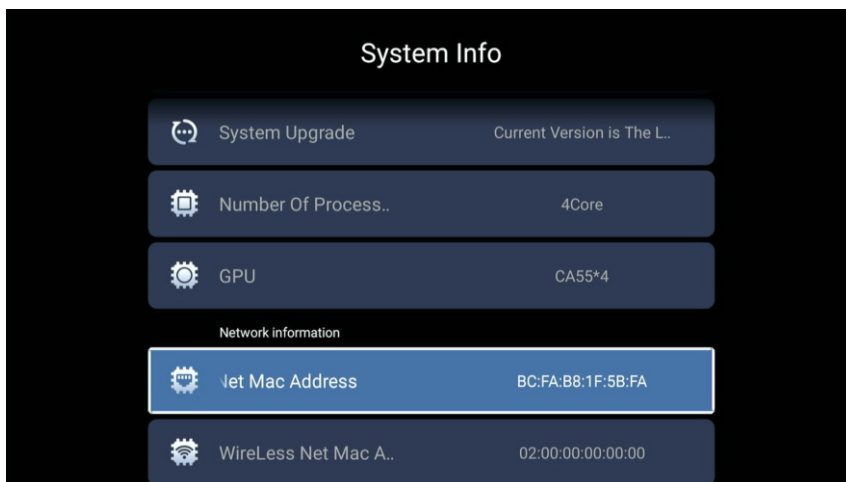 System Info
System Upgrade Current Version is The L..
Number Of Process.. 4Core
GPU CA55*4
Network information
Net Mac Address BC:FA:B8:1F:5B:FA
WireLess Net Mac A.. 02:00:00:00:00:00